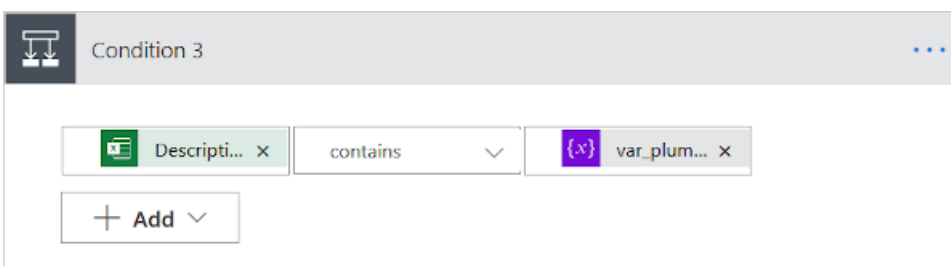 Condition 3
Descripti... × contains {x} var_plum... ×
+ Add